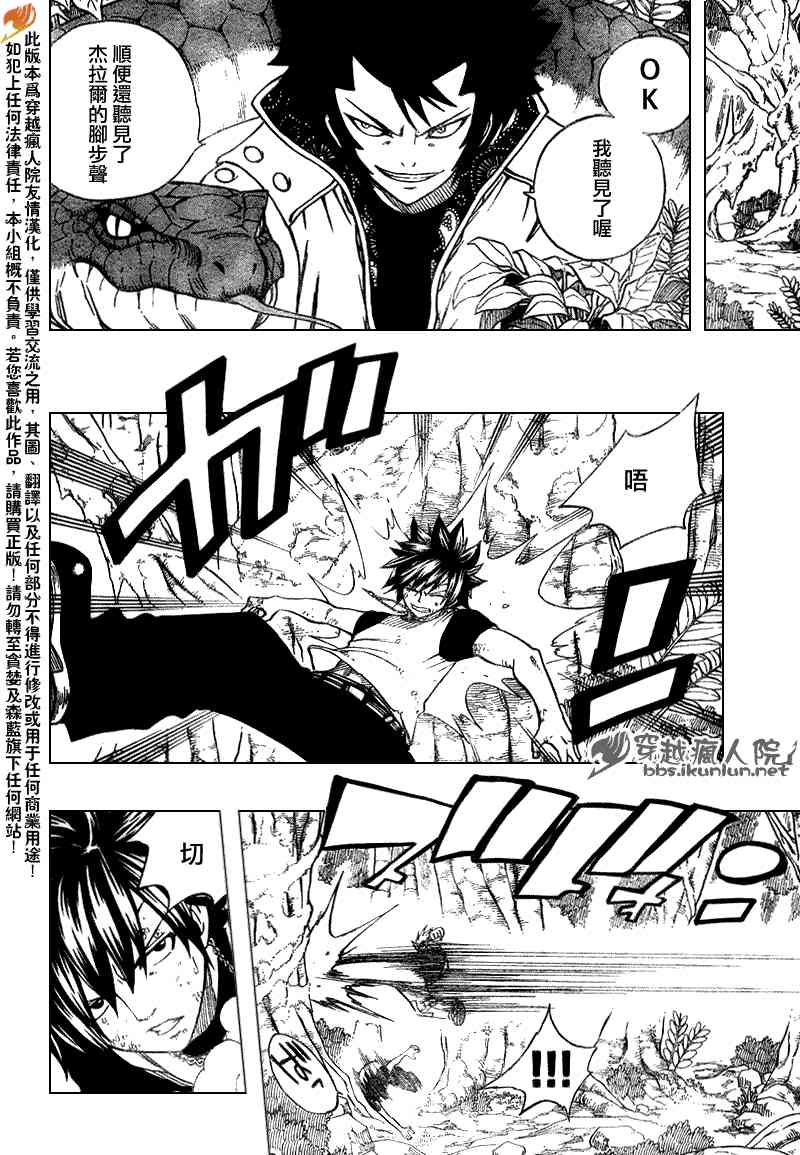 OK
我聽見了喔
順便還聽見了
杰拉爾的腳步聲
ガッ
唔
穿越瘋人院
bbs.ikunlun.net
ブッ
!!!
切
此版本爲穿越瘋人院友情漢化，僅供學習交流之用，其圖、翻譯以及任何部分不得進行修改或用于任何商業用途！
如犯上任何法律責任，本小組概不負責。若您喜歡此作品，請購買正版！請勿轉至貪婪及森藍旗下任何網站！